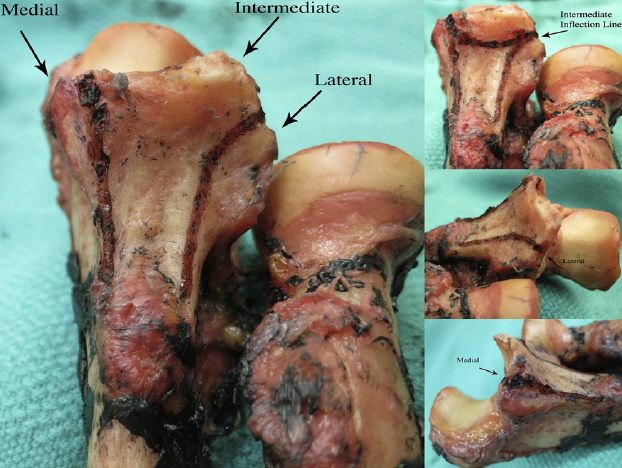 Medial
Intermediate
Lateral
Intermediate
Inflection Line
Lateral
Medial